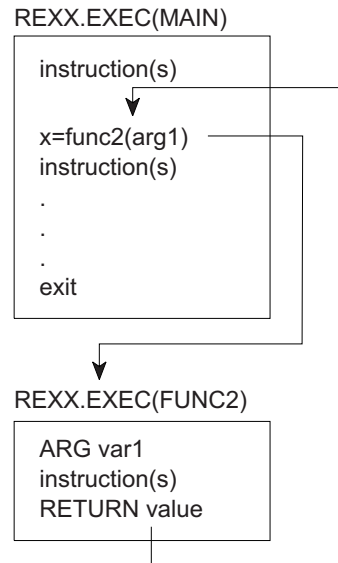 REXX.EXEC(MAIN)
instruction(s)
x=func2(arg1)
instruction(s)
.
.
.
exit
REXX.EXEC(FUNC2)
ARG var1
instruction(s)
RETURN value